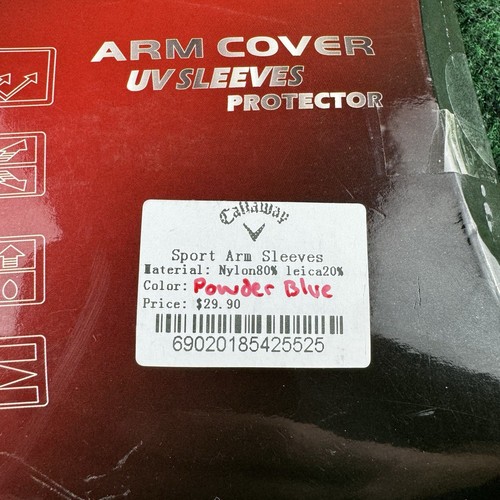 ARM COVER
UV SLEEVES
PROTECTOR
Callaway
Sport Arm Sleeves
Material: Nylon80% leica20%
Color: Powder Blue
Price: $29.90
69020185425525
M